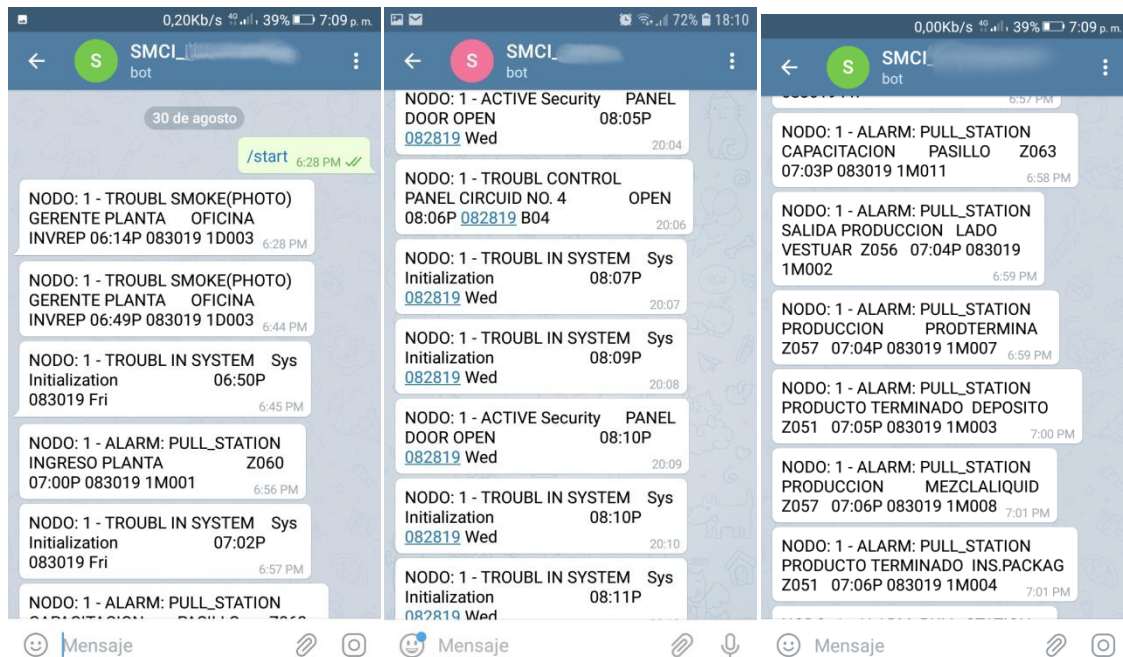 0,20Kb/s 4G 39% 7:09 p. m.
SMCI_
bot
S
30 de agosto
/start 6:28 PM
NODO: 1 - TROUBL SMOKE(PHOTO)
GERENTE PLANTA OFICINA
INVREP 06:14P 083019 1D003 6:28 PM
NODO: 1 - TROUBL SMOKE(PHOTO)
GERENTE PLANTA OFICINA
INVREP 06:49P 083019 1D003 6:44 PM
NODO: 1 - TROUBL IN SYSTEM Sys
Initialization 06:50P
083019 Fri 6:45 PM
NODO: 1 - ALARM: PULL_STATION
INGRESO PLANTA Z060
07:00P 083019 1M001 6:56 PM
NODO: 1 - TROUBL IN SYSTEM Sys
Initialization 07:02P
083019 Fri 6:57 PM
NODO: 1 - ALARM: PULL_STATION
Mensaje
72% 18:10
SMCI_
bot
S
NODO: 1 - ACTIVE Security PANEL
DOOR OPEN 08:05P
082819 Wed 20:04
NODO: 1 - TROUBL CONTROL
PANEL CIRCUID NO. 4 OPEN
08:06P 082819 B04 20:06
NODO: 1 - TROUBL IN SYSTEM Sys
Initialization 08:07P
082819 Wed 20:07
NODO: 1 - TROUBL IN SYSTEM Sys
Initialization 08:09P
082819 Wed 20:08
NODO: 1 - ACTIVE Security PANEL
DOOR OPEN 08:10P
082819 Wed 20:09
NODO: 1 - TROUBL IN SYSTEM Sys
Initialization 08:10P
082819 Wed 20:10
NODO: 1 - TROUBL IN SYSTEM Sys
Initialization 08:11P
082819 Wed
Mensaje
0,00Kb/s 4G 39% 7:09 p. m.
SMCI_
bot
S
6:57 PM
NODO: 1 - ALARM: PULL_STATION
CAPACITACION PASILLO Z063
07:03P 083019 1M011 6:58 PM
NODO: 1 - ALARM: PULL_STATION
SALIDA PRODUCCION LADO
VESTUAR Z056 07:04P 083019
1M002 6:59 PM
NODO: 1 - ALARM: PULL_STATION
PRODUCCION PRODTERMINA
Z057 07:04P 083019 1M007 6:59 PM
NODO: 1 - ALARM: PULL_STATION
PRODUCTO TERMINADO DEPOSITO
Z051 07:05P 083019 1M003 7:00 PM
NODO: 1 - ALARM: PULL_STATION
PRODUCCION MEZCLALIQUID
Z057 07:06P 083019 1M008 7:01 PM
NODO: 1 - ALARM: PULL_STATION
PRODUCTO TERMINADO INS.PACKAG
Z051 07:06P 083019 1M004 7:01 PM
Mensaje